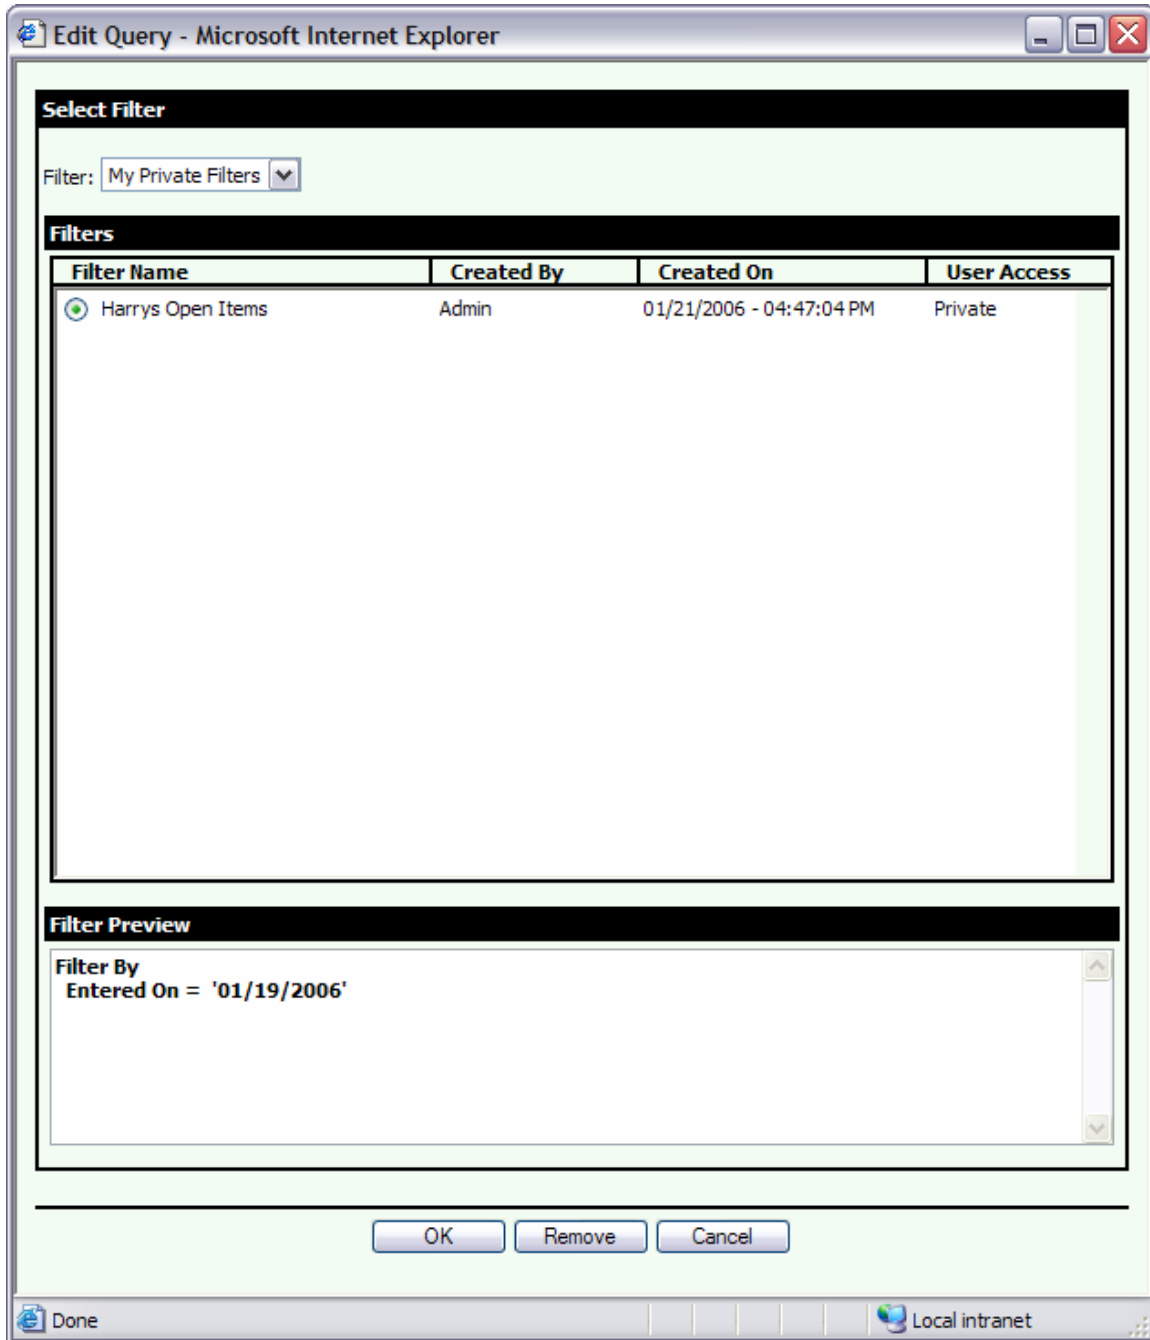 Edit Query - Microsoft Internet Explorer
Select Filter
Filter: My Private Filters
Filters
Filter Name Created By Created On User Access
Harrys Open Items Admin 01/21/2006 - 04:47:04 PM Private
Filter Preview
Filter By
Entered On = '01/19/2006'
OK Remove Cancel
Done Local intranet